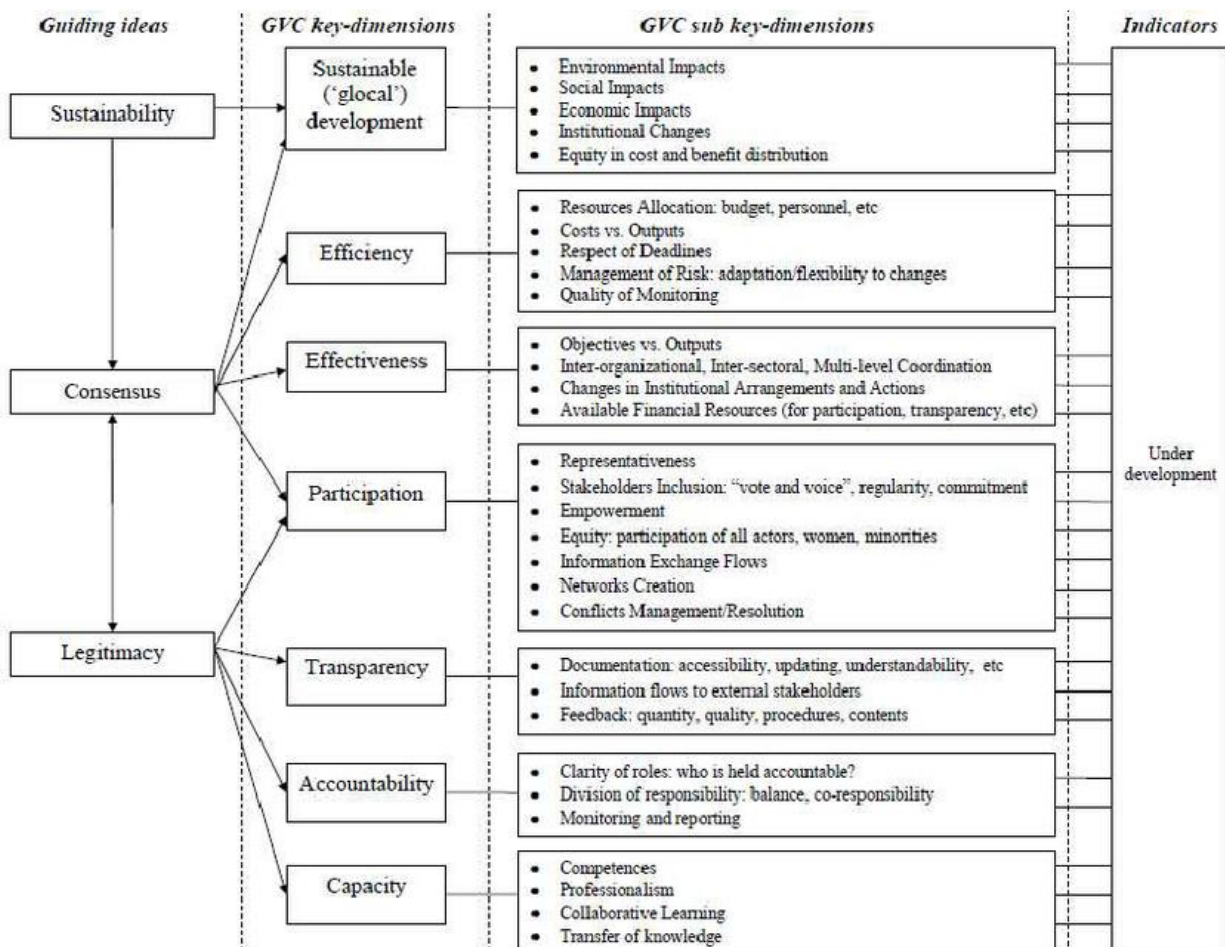 Guiding ideas
GVC key-dimensions
GVC sub key-dimensions
Indicators
Sustainability
Consensus
Legitimacy
Sustainable
(‘glocal’)
development
Efficiency
Effectiveness
Participation
Transparency
Accountability
Capacity
• Environmental Impacts
• Social Impacts
• Economic Impacts
• Institutional Changes
• Equity in cost and benefit distribution
• Resources Allocation: budget, personnel, etc
• Costs vs. Outputs
• Respect of Deadlines
• Management of Risk: adaptation/flexibility to changes
• Quality of Monitoring
• Objectives vs. Outputs
• Inter-organizational, Inter-sectoral, Multi-level Coordination
• Changes in Institutional Arrangements and Actions
• Available Financial Resources (for participation, transparency, etc)
• Representativeness
• Stakeholders Inclusion: “vote and voice”, regularity, commitment
• Empowerment
• Equity: participation of all actors, women, minorities
• Information Exchange Flows
• Networks Creation
• Conflicts Management/Resolution
• Documentation: accessibility, updating, understandability, etc
• Information flows to external stakeholders
• Feedback: quantity, quality, procedures, contents
• Clarity of roles: who is held accountable?
• Division of responsibility: balance, co-responsibility
• Monitoring and reporting
• Competences
• Professionalism
• Collaborative Learning
• Transfer of knowledge
Under
development